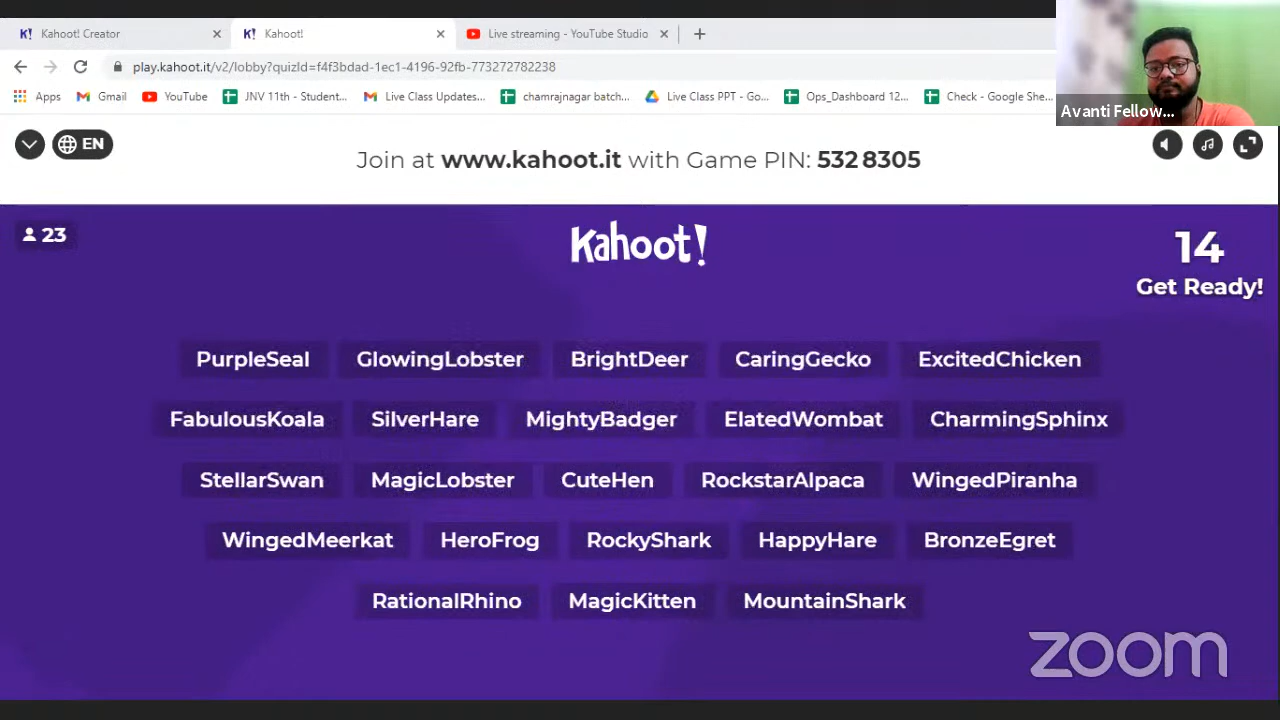 Kahoot! Creator
Kahoot!
Live streaming - YouTube Studio
play.kahoot.it/v2/lobby?quizId=f4f3bdad-1ec1-4196-92fb-773272782238
Apps Gmail YouTube JNV 11th - Student... Live Class Updates... chamrajnagar batch... Live Class PPT - Go... Ops_Dashboard 12... Check - Google She...
Avanti Fellow...
EN
Join at www.kahoot.it with Game PIN: 532 8305
23
Kahoot!
14
Get Ready!
PurpleSeal GlowingLobster BrightDeer CaringGecko ExcitedChicken
FabulousKoala SilverHare MightyBadger ElatedWombat CharmingSphinx
StellarSwan MagicLobster CuteHen RockstarAlpaca WingedPiranha
WingedMeerkat HeroFrog RockyShark HappyHare BronzeEgret
RationalRhino MagicKitten MountainShark
zoom